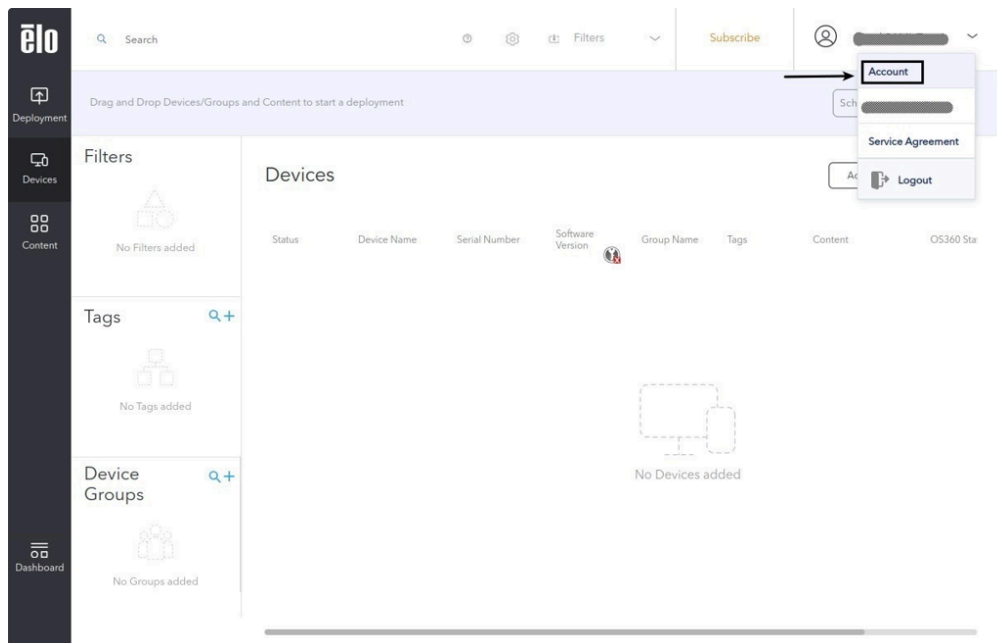 ēlo
Search
Filters
Subscribe
Account
Service Agreement
Logout
Drag and Drop Devices/Groups and Content to start a deployment
Sch
Deployment
Devices
Content
Dashboard
Filters
No Filters added
Tags
No Tags added
Device
Groups
No Groups added
Devices
Ad
Status
Device Name
Serial Number
Software
Version
Group Name
Tags
Content
OS360 Sta
No Devices added